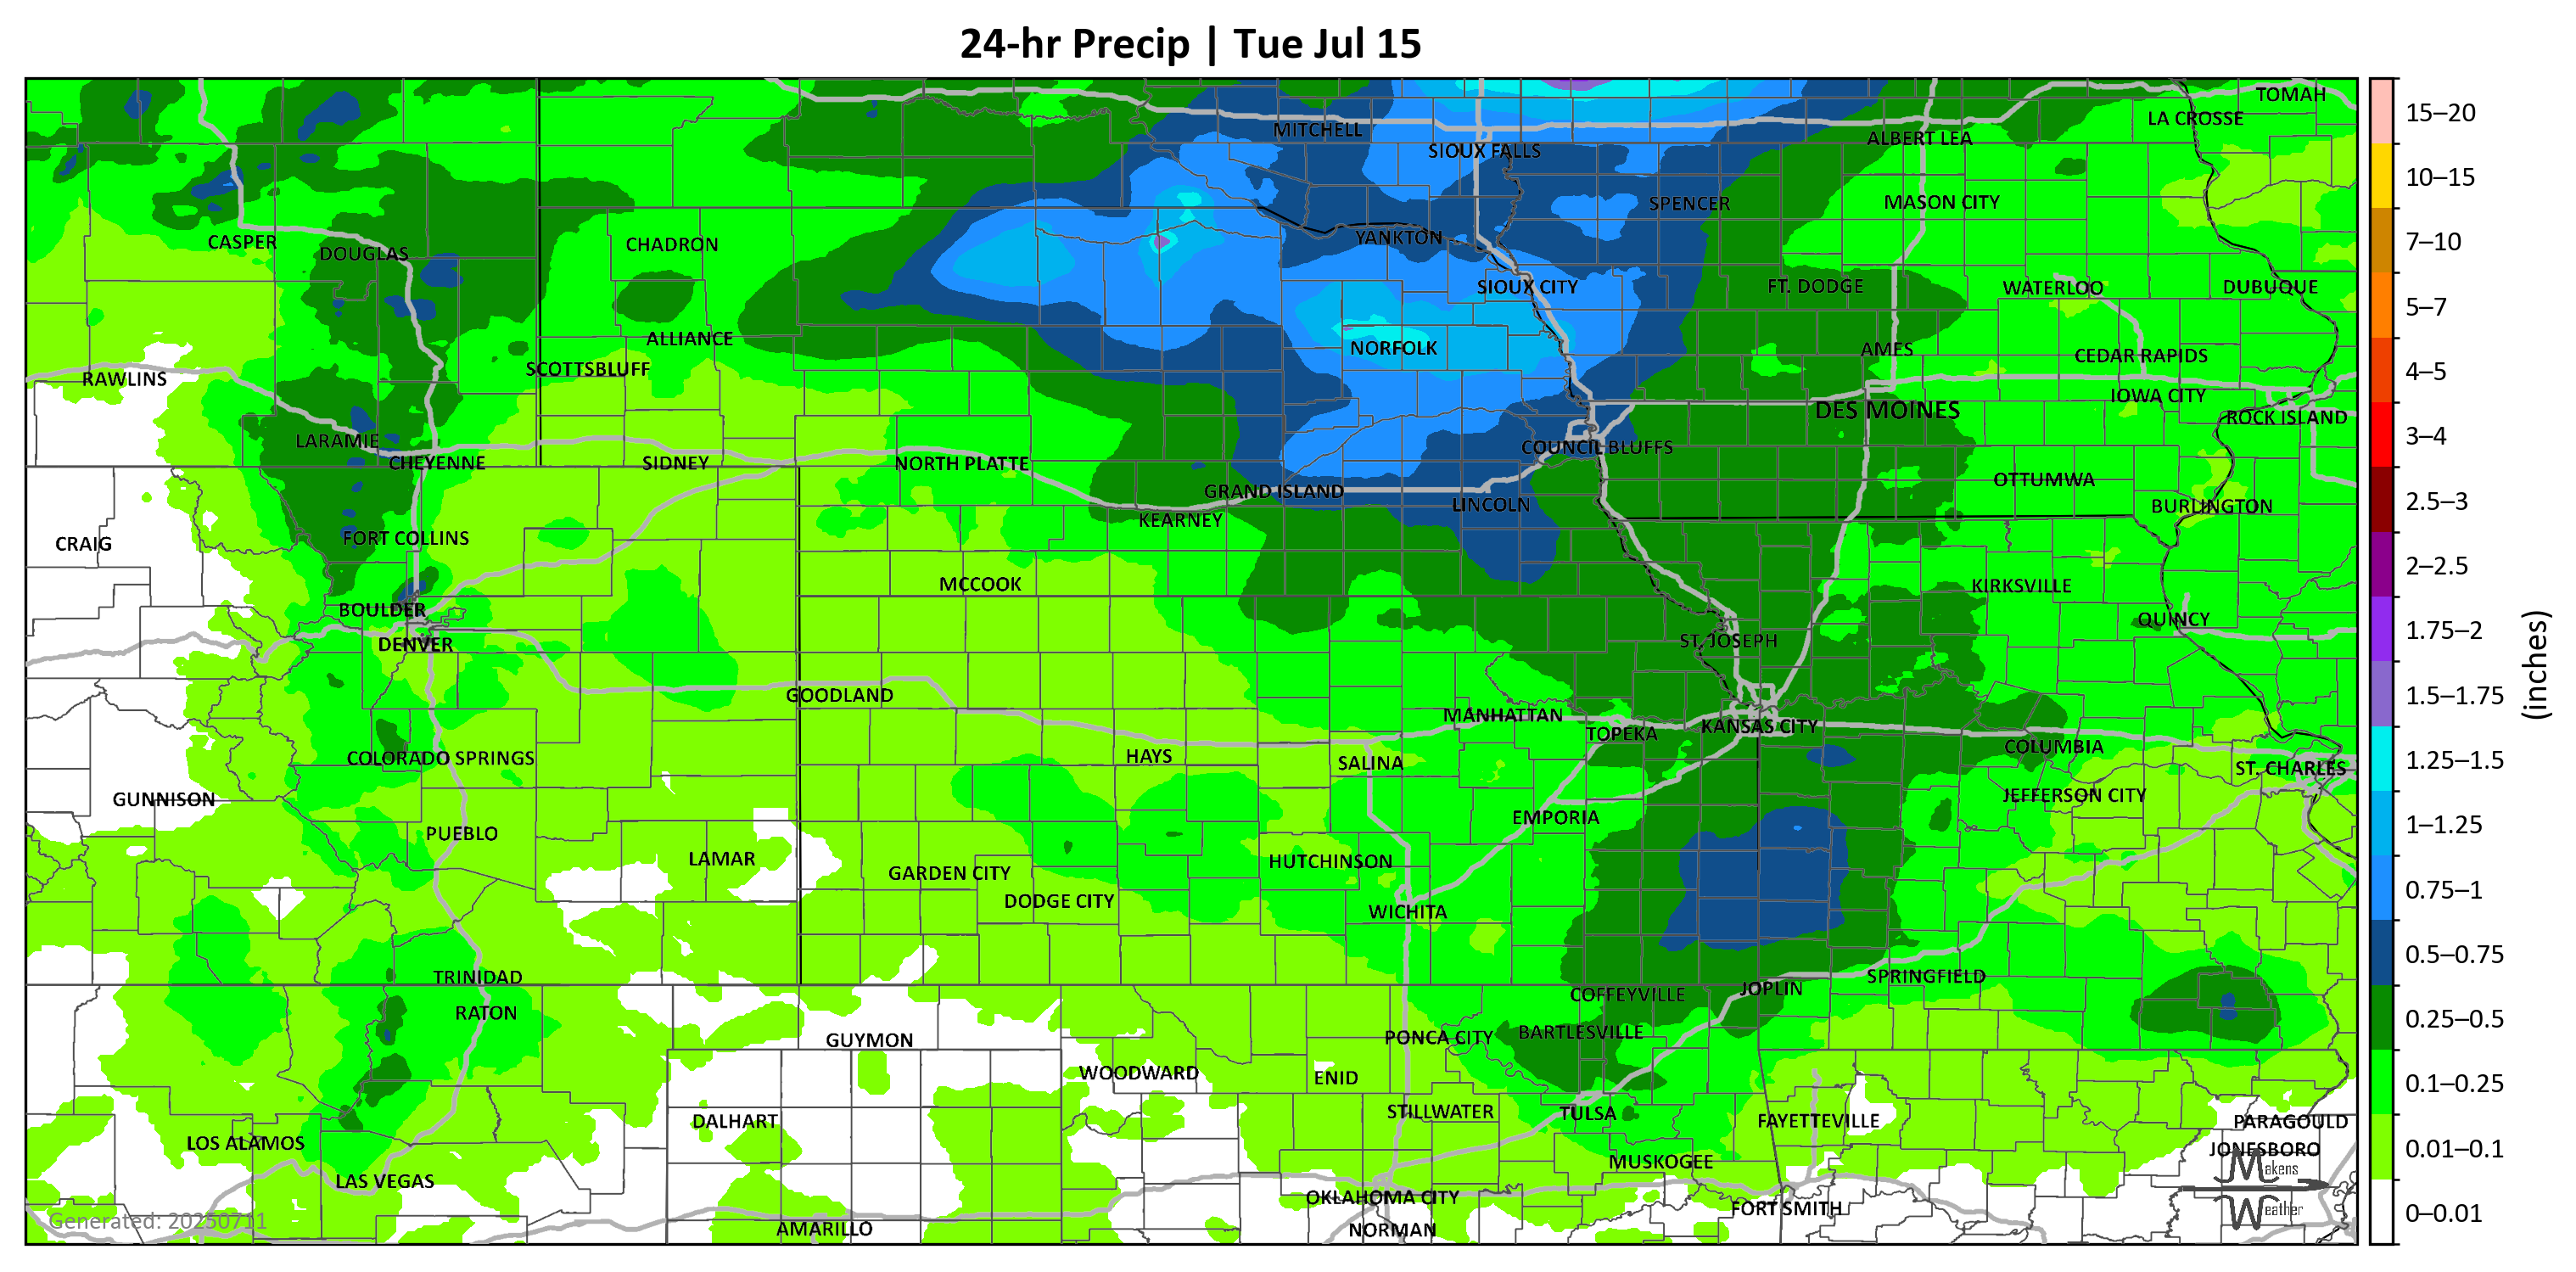 24-hr Precip | Tue Jul 15
TOMAH
LA CROSSE
MITCHELL
ALBERT LEA
SIOUX FALLS
SPENCER
MASON CITY
CASPER
DOUGLAS
CHADRON
YANKTON
SIOUX CITY
FT. DODGE
WATERLOO
DUBUQUE
ALLIANCE
NORFOLK
AMES
CEDAR RAPIDS
RAWLINS
SCOTTSBLUFF
IOWA CITY
DES MOINES
ROCK ISLAND
LARAMIE
COUNCIL BLUFFS
CHEYENNE
SIDNEY
NORTH PLATTE
OTTUMWA
GRAND ISLAND
LINCOLN
BURLINGTON
KEARNEY
CRAIG
FORT COLLINS
MCCOOK
KIRKSVILLE
BOULDER
QUINCY
DENVER
ST. JOSEPH
GOODLAND
MANHATTAN
TOPEKA
KANSAS CITY
COLUMBIA
COLORADO SPRINGS
HAYS
SALINA
ST. CHARLES
GUNNISON
JEFFERSON CITY
EMPORIA
PUEBLO
LAMAR
HUTCHINSON
GARDEN CITY
DODGE CITY
WICHITA
TRINIDAD
SPRINGFIELD
JOPLIN
COFFEYVILLE
RATON
BARTLESVILLE
PONCA CITY
GUYMON
WOODWARD
ENID
STILLWATER
TULSA
DALHART
FAYETTEVILLE
PARAGOULD
LOS ALAMOS
JONESBORO
MUSKOGEE
LAS VEGAS
OKLAHOMA CITY
FORT SMITH
AMARILLO
NORMAN
Generated: 20250711
Makens
Weather
15–20
10–15
7–10
5–7
4–5
3–4
2.5–3
2–2.5
1.75–2
1.5–1.75
1.25–1.5
1–1.25
0.75–1
0.5–0.75
0.25–0.5
0.1–0.25
0.01–0.1
0–0.01
(inches)